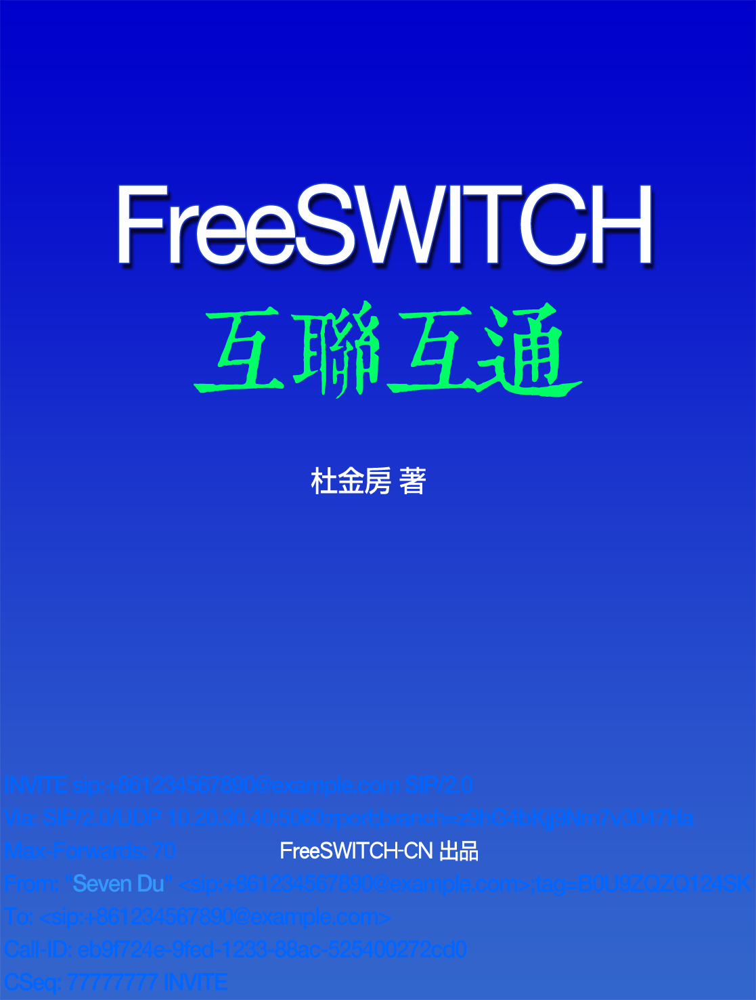 FreeSWITCH
互聯互通
杜金房 著
INVITE sip:+861234567890@example.com SIP/2.0
Via: SIP/2.0/UDP 10.20.30.40:5060;rport;branch=z9hG4bKjj9Nm7v3047Ha
Max-Forwards: 70
FreeSWITCH-CN 出品
From: "Seven Du" <sip:+861234567890@example.com>;tag=B0U9ZQZQ124SK
To: <sip:+861234567890@example.com>
Call-ID: eb9f724e-9fed-1233-88ac-525400272cd0
CSeq: 77777777 INVITE